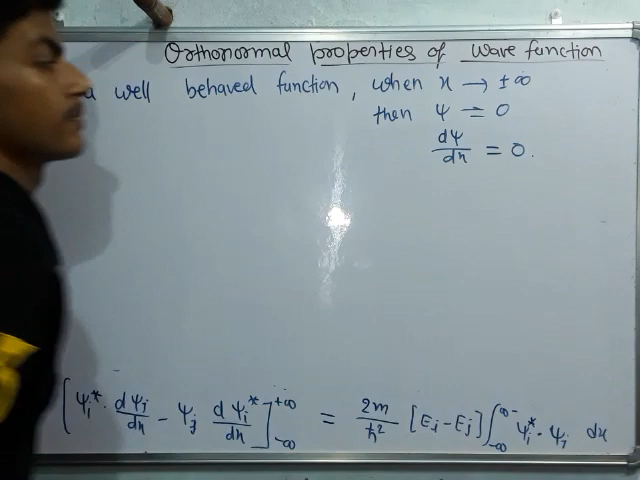 Orthonormal properties of wave function
a well behaved function, when x → ±∞
then ψ = 0
dψ/dx = 0.
[ψᵢ* · dψⱼ/dx − ψⱼ dψᵢ*/dx]₋∞⁺∞ = 2m/ħ² [Eᵢ − Eⱼ] ∫₋∞^∞ ψᵢ* · ψⱼ dx